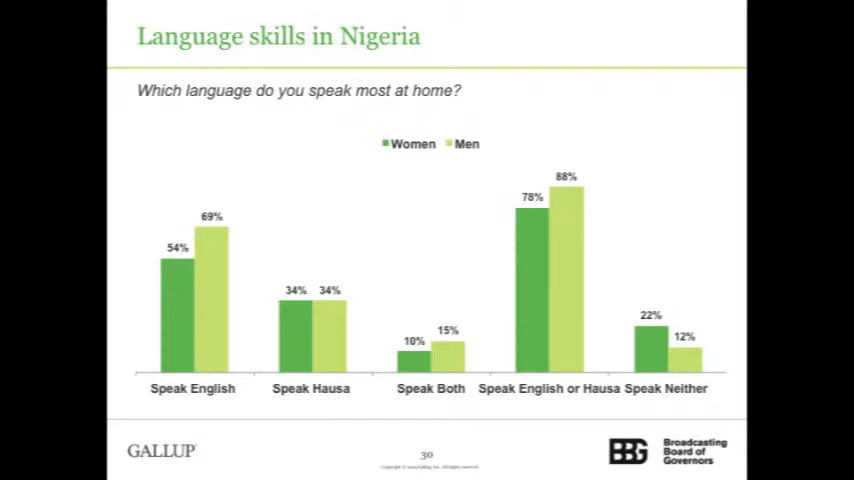 Language skills in Nigeria
Which language do you speak most at home?
Women Men
54% 69% 34% 34% 10% 15% 78% 88% 22% 12%
Speak English Speak Hausa Speak Both Speak English or Hausa Speak Neither
GALLUP
30
BBG Broadcasting
Board of
Governors